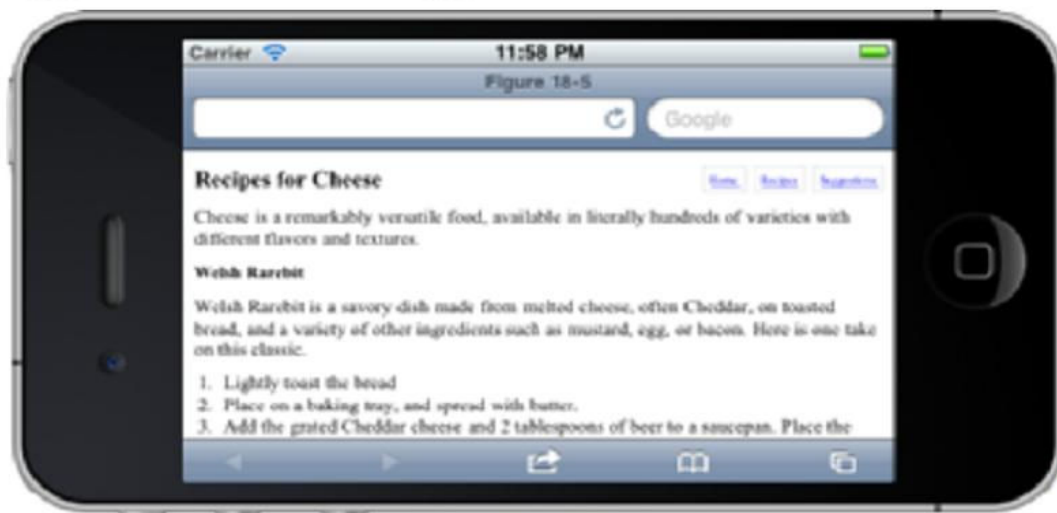 Carrier 11:58 PM
Figure 18-5
Google
Recipes for Cheese Home Recipes Suggestions
Cheese is a remarkably versatile food, available in literally hundreds of varieties with
different flavors and textures.
Welsh Rarebit
Welsh Rarebit is a savory dish made from melted cheese, often Cheddar, on toasted
bread, and a variety of other ingredients such as mustard, egg, or bacon. Here is one take
on this classic.
1. Lightly toast the bread
2. Place on a baking tray, and spread with butter.
3. Add the grated Cheddar cheese and 2 tablespoons of beer to a saucepan. Place the